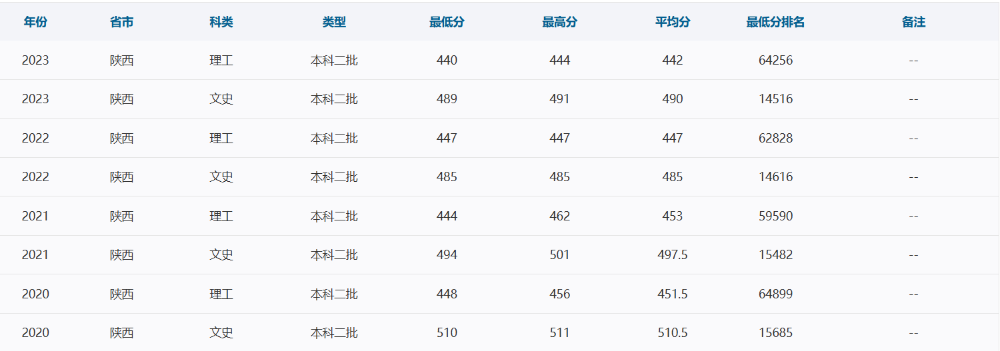 年份 省市 科类 类型 最低分 最高分 平均分 最低分排名 备注
2023 陕西 理工 本科二批 440 444 442 64256 --
2023 陕西 文史 本科二批 489 491 490 14516 --
2022 陕西 理工 本科二批 447 447 447 62828 --
2022 陕西 文史 本科二批 485 485 485 14616 --
2021 陕西 理工 本科二批 444 462 453 59590 --
2021 陕西 文史 本科二批 494 501 497.5 15482 --
2020 陕西 理工 本科二批 448 456 451.5 64899 --
2020 陕西 文史 本科二批 510 511 510.5 15685 --